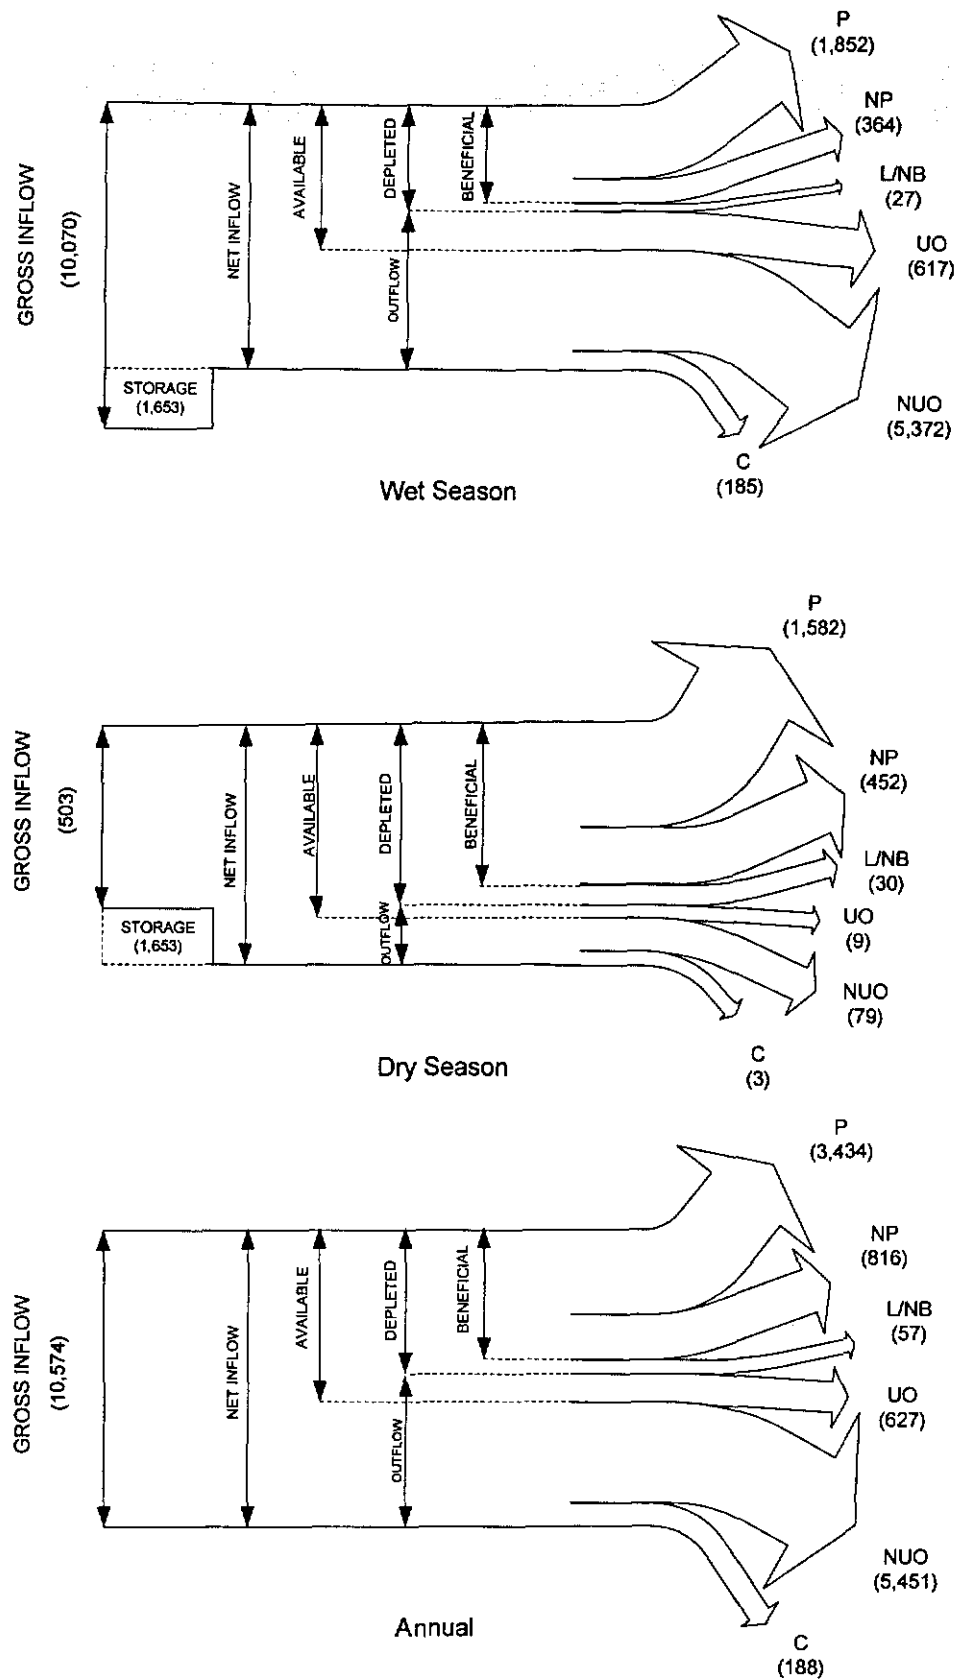 P
(1,852)
NP
(364)
L/NB
(27)
UO
(617)
NUO
(5,372)
C
(185)
GROSS INFLOW
(10,070)
NET INFLOW
AVAILABLE
DEPLETED
BENEFICIAL
OUTFLOW
STORAGE
(1,653)
Wet Season
P
(1,582)
NP
(452)
L/NB
(30)
UO
(9)
NUO
(79)
C
(3)
GROSS INFLOW
(503)
NET INFLOW
AVAILABLE
DEPLETED
BENEFICIAL
OUTFLOW
STORAGE
(1,653)
Dry Season
P
(3,434)
NP
(816)
L/NB
(57)
UO
(627)
NUO
(5,451)
C
(188)
GROSS INFLOW
(10,574)
NET INFLOW
AVAILABLE
DEPLETED
BENEFICIAL
OUTFLOW
Annual